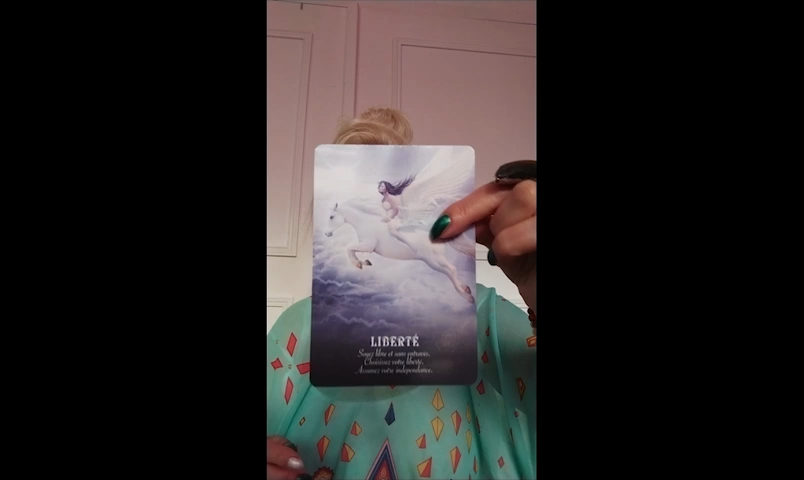 LIBERTÉ
Soyez libre et sans entraves,
Choisissez votre liberté,
Assumez votre indépendance.